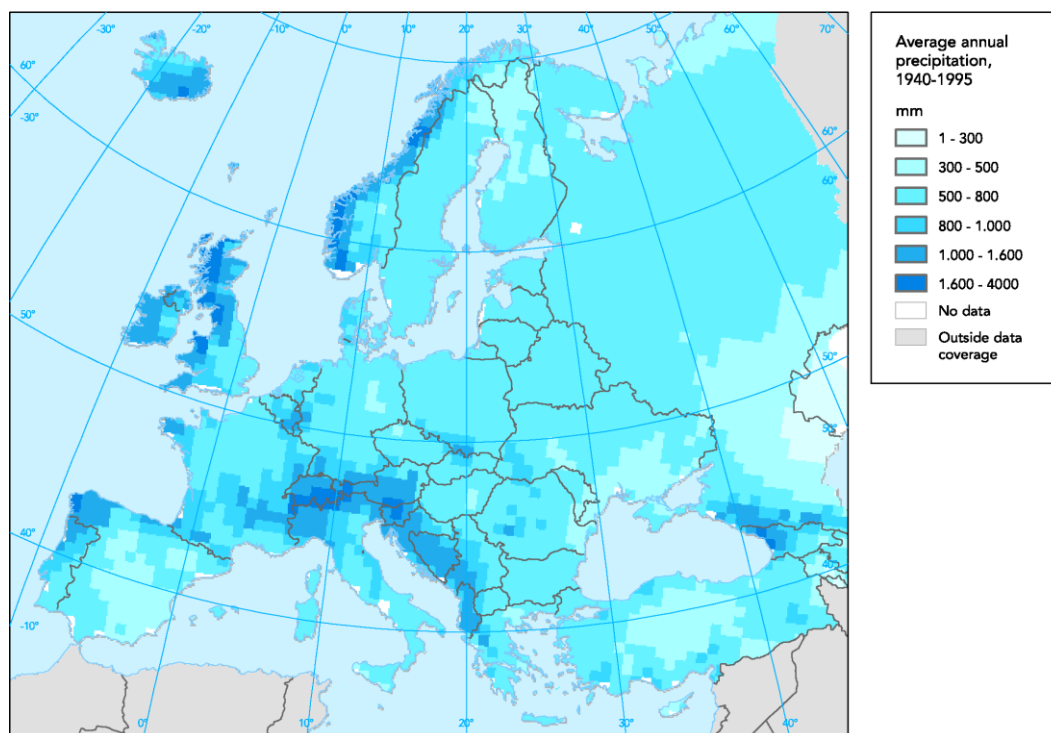 -30°
-20°
-10°
0°
10°
20°
30°
40°
50°
60°
70°
60°
-30°
60°
50°
60°
50°
40°
50°
40°
-10°
40°
0°
10°
20°
30°
40°
Average annual
precipitation,
1940-1995
mm
1 - 300
300 - 500
500 - 800
800 - 1.000
1.000 - 1.600
1.600 - 4000
No data
Outside data
coverage